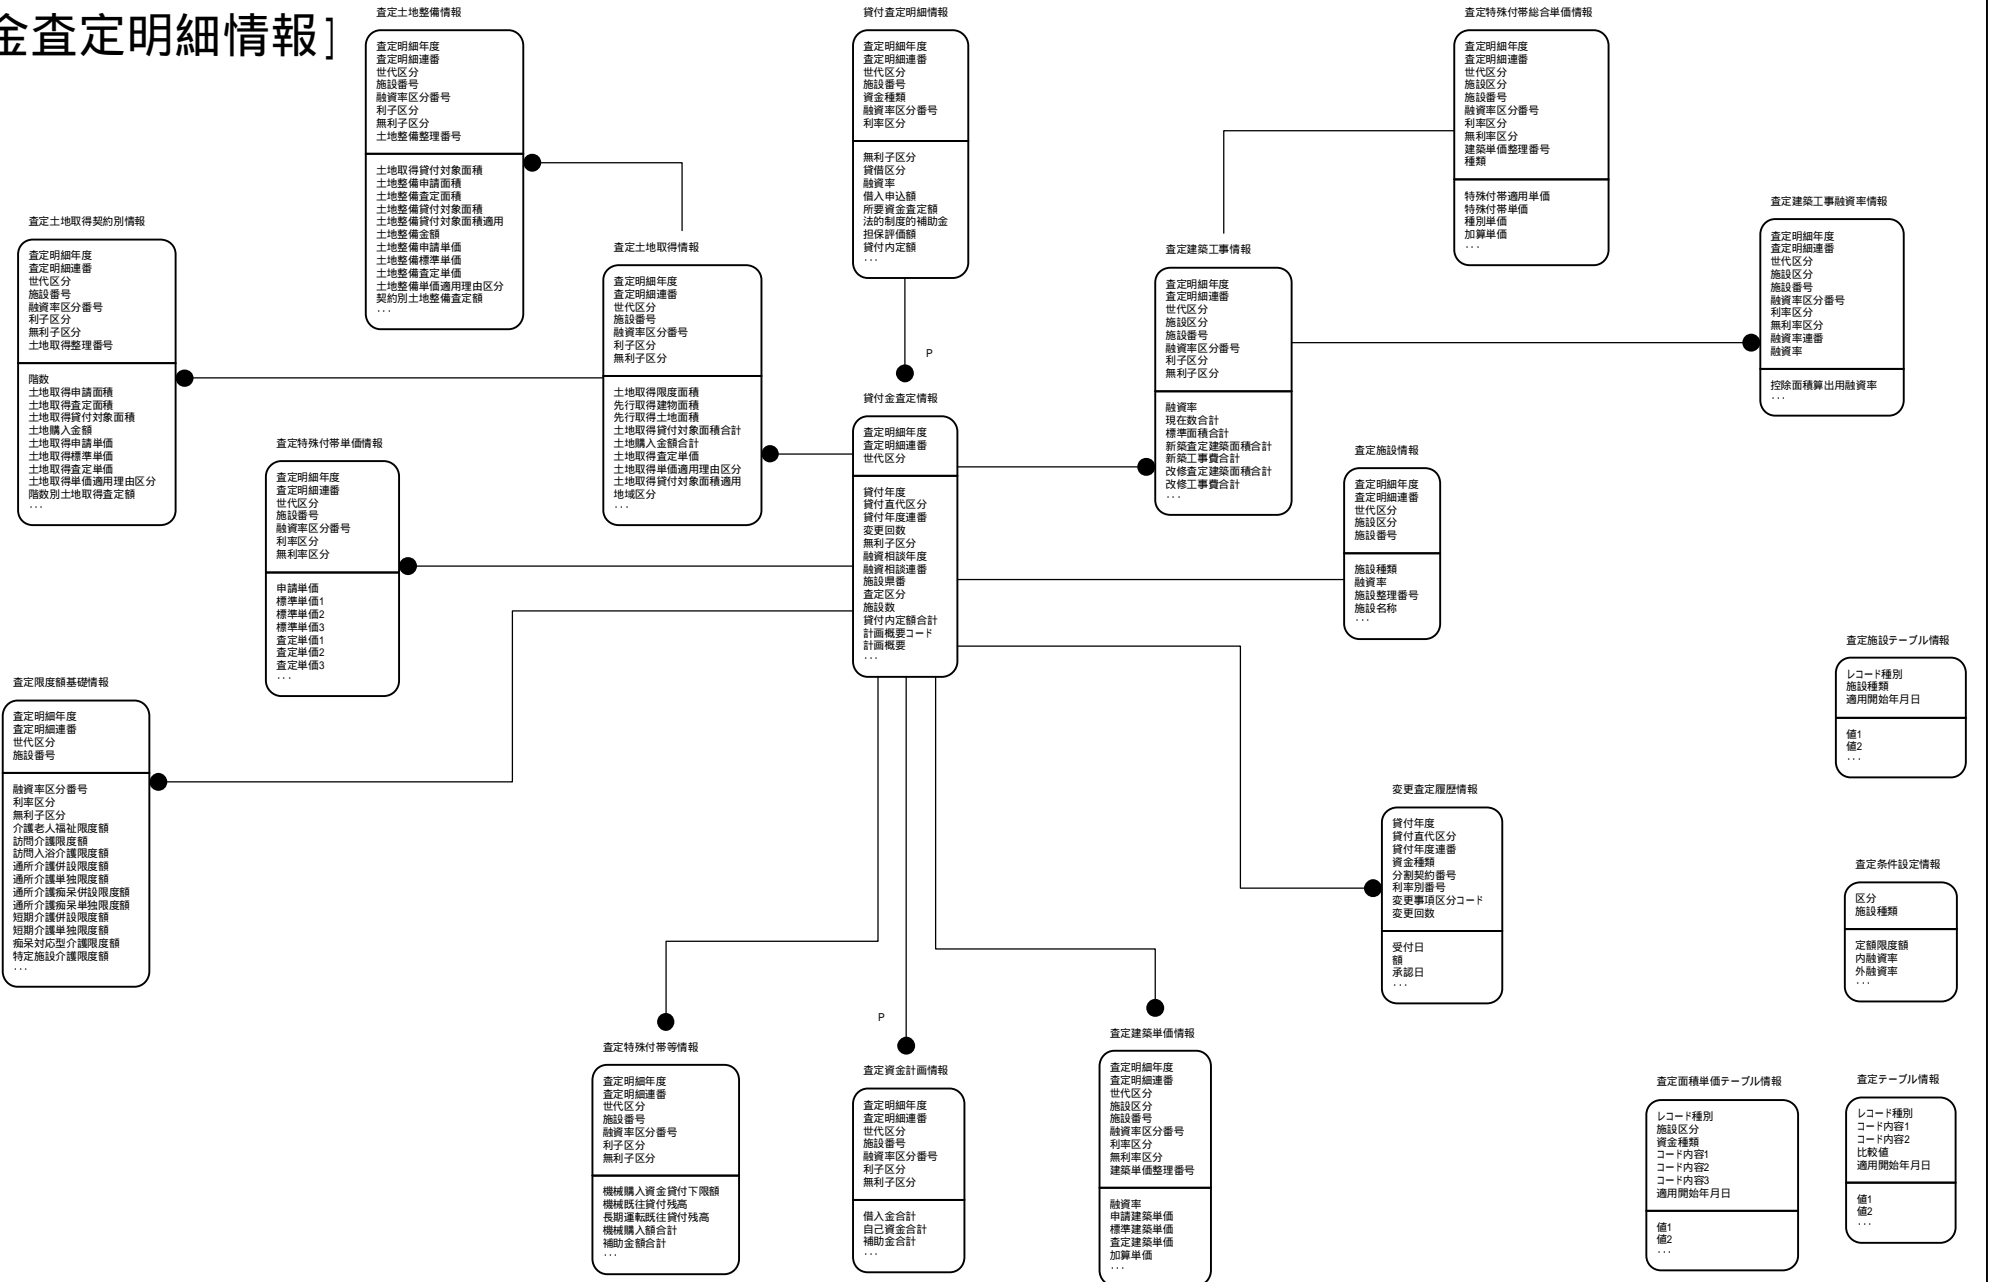 金査定明細情報]
査定土地整備情報
査定明細年度
査定明細連番
世代区分
施設番号
融資率区分番号
利子区分
無利子区分
土地整備整理番号
土地取得貸付対象面積
土地整備申請面積
土地整備査定面積
土地整備貸付対象面積
土地整備貸付対象面積適用
土地整備金額
土地整備申請単価
土地整備標準単価
土地整備査定単価
土地整備単価適用理由区分
契約別土地整備査定額
...
貸付査定明細情報
査定明細年度
査定明細連番
世代区分
施設番号
資金種類
融資率区分番号
利率区分
無利子区分
貸借区分
融資率
借入申込額
所要資金査定額
法的制度的補助金
担保評価額
貸付内定額
...
査定特殊付帯総合単価情報
査定明細年度
査定明細連番
世代区分
施設区分
施設番号
融資率区分番号
利率区分
無利率区分
建築単価整理番号
種類
特殊付帯適用単価
特殊付帯単価
種別単価
加算単価
...
査定建築工事融資率情報
査定明細年度
査定明細連番
世代区分
施設区分
施設番号
融資率区分番号
利率区分
無利率区分
融資率連番
融資率
控除面積算出用融資率
...
査定土地取得契約別情報
査定明細年度
査定明細連番
世代区分
施設番号
融資率区分番号
利子区分
無利子区分
土地取得整理番号
階数
土地取得申請面積
土地取得査定面積
土地取得貸付対象面積
土地購入金額
土地取得申請単価
土地取得標準単価
土地取得査定単価
土地取得単価適用理由区分
階数別土地取得査定額
...
査定土地取得情報
査定明細年度
査定明細連番
世代区分
施設番号
融資率区分番号
利子区分
無利子区分
土地取得限度面積
先行取得建物面積
先行取得土地面積
土地取得貸付対象面積合計
土地購入金額合計
土地取得査定単価
土地取得単価適用理由区分
土地取得貸付対象面積適用
地域区分
...
査定建築工事情報
査定明細年度
査定明細連番
世代区分
施設区分
施設番号
融資率区分番号
利子区分
無利子区分
融資率
現在数合計
標準面積合計
新築査定建築面積合計
新築工事費合計
改修査定建築面積合計
改修工事費合計
...
P
貸付金査定情報
査定明細年度
査定明細連番
世代区分
貸付年度
貸付直代区分
貸付年度連番
変更回数
無利子区分
融資相談年度
融資相談連番
施設県番
査定区分
施設数
貸付内定額合計
計画概要コード
計画概要
...
査定特殊付帯単価情報
査定明細年度
査定明細連番
世代区分
施設番号
融資率区分番号
利率区分
無利率区分
申請単価
標準単価1
標準単価2
標準単価3
査定単価1
査定単価2
査定単価3
...
査定施設情報
査定明細年度
査定明細連番
世代区分
施設区分
施設番号
施設種類
融資率
施設整理番号
施設名称
...
査定施設テーブル情報
レコード種別
施設種類
適用開始年月日
値1
値2
...
査定限度額基礎情報
査定明細年度
査定明細連番
世代区分
施設番号
融資率区分番号
利率区分
無利子区分
介護老人福祉限度額
訪問介護限度額
訪問入浴介護限度額
通所介護併設限度額
通所介護単独限度額
通所介護痴呆併設限度額
通所介護痴呆単独限度額
短期介護併設限度額
短期介護単独限度額
痴呆対応型介護限度額
特定施設介護限度額
...
変更査定履歴情報
貸付年度
貸付直代区分
貸付年度連番
資金種類
分割契約番号
利率別番号
変更事項区分コード
変更回数
受付日
額
承認日
...
査定条件設定情報
区分
施設種類
定額限度額
内融資率
外融資率
...
査定特殊付帯等情報
査定明細年度
査定明細連番
世代区分
施設番号
融資率区分番号
利子区分
無利子区分
機械購入資金貸付下限額
機械既往貸付残高
長期運転既往貸付残高
機械購入額合計
補助金額合計
...
P
査定資金計画情報
査定明細年度
査定明細連番
世代区分
施設番号
融資率区分番号
利子区分
無利子区分
借入金合計
自己資金合計
補助金合計
...
査定建築単価情報
査定明細年度
査定明細連番
世代区分
施設区分
施設番号
融資率区分番号
利率区分
無利率区分
建築単価整理番号
融資率
申請建築単価
標準建築単価
査定建築単価
加算単価
...
査定面積単価テーブル情報
レコード種別
施設区分
資金種類
コード内容1
コード内容2
コード内容3
適用開始年月日
値1
値2
...
査定テーブル情報
レコード種別
コード内容1
コード内容2
比較値
適用開始年月日
値1
値2
...